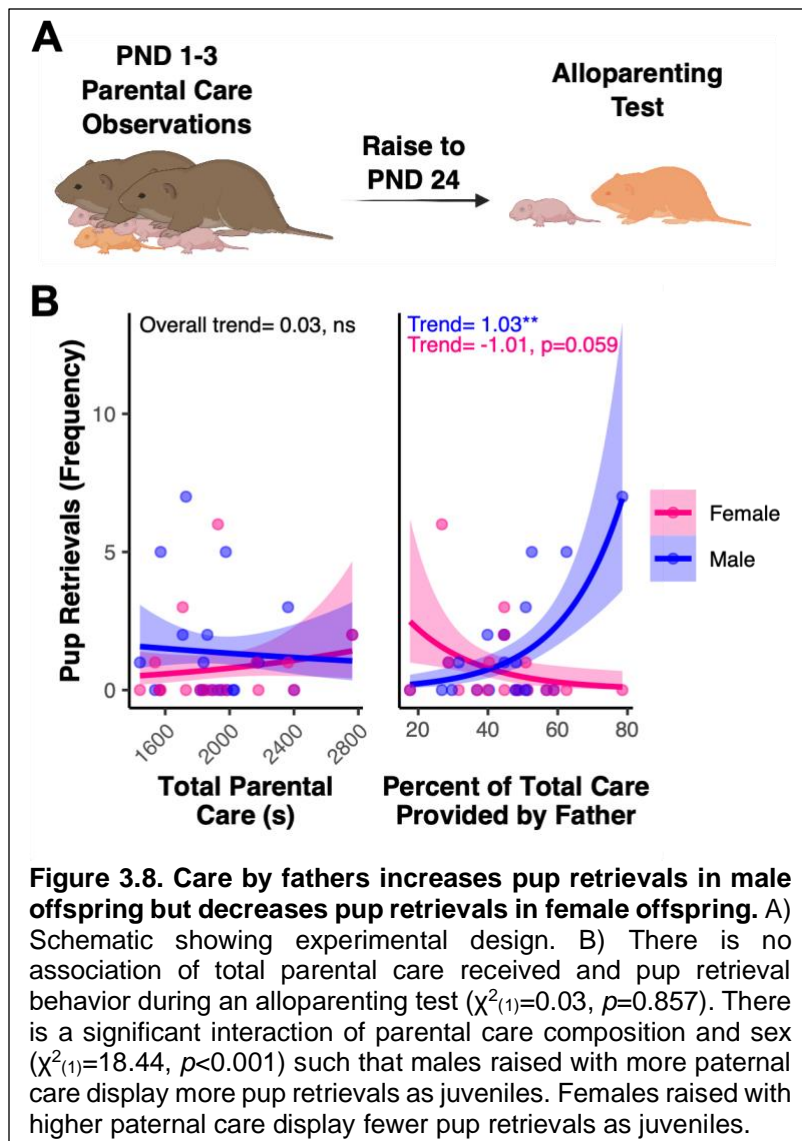 A
PND 1-3
Parental Care
Observations
Raise to
PND 24
Alloparenting
Test
B
Pup Retrievals (Frequency)
10
5
0
Overall trend= 0.03, ns
1600
2000
2400
2800
Total Parental
Care (s)
Trend= 1.03**
Trend= -1.01, p=0.059
20
40
60
80
Percent of Total Care
Provided by Father
Female
Male
Figure 3.8. Care by fathers increases pup retrievals in male
offspring but decreases pup retrievals in female offspring. A)
Schematic showing experimental design. B) There is no
association of total parental care received and pup retrieval
behavior during an alloparenting test (χ²₍₁₎=0.03, p=0.857). There
is a significant interaction of parental care composition and sex
(χ²₍₁₎=18.44, p<0.001) such that males raised with more paternal
care display more pup retrievals as juveniles. Females raised with
higher paternal care display fewer pup retrievals as juveniles.